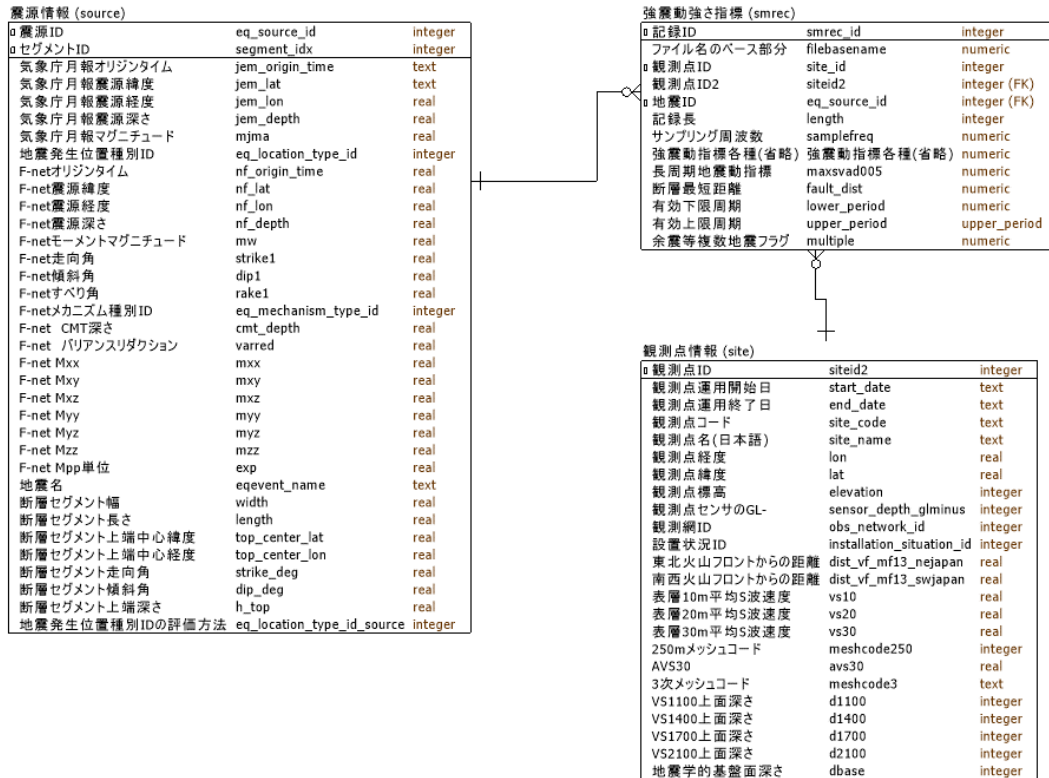 震源情報 (source)
震源ID eq_source_id integer
セグメントID segment_idx integer
気象庁月報オリジンタイム jem_origin_time text
気象庁月報震源緯度 jem_lat text
気象庁月報震源経度 jem_lon real
気象庁月報震源深さ jem_depth real
気象庁月報マグニチュード mjma real
地震発生位置種別ID eq_location_type_id integer
F-netオリジンタイム nf_origin_time real
F-net震源緯度 nf_lat real
F-net震源経度 nf_lon real
F-net震源深さ nf_depth real
F-netモーメントマグニチュード mw real
F-net走向角 strike1 real
F-net傾斜角 dip1 real
F-netすべり角 rake1 real
F-netメカニズム種別ID eq_mechanism_type_id integer
F-net CMT深さ cmt_depth real
F-net バリアンスリダクション varred real
F-net Mxx mxx real
F-net Mxy mxy real
F-net Mxz mxz real
F-net Myy myy real
F-net Myz myz real
F-net Mzz mzz real
F-net Mpp単位 exp real
地震名 eqevent_name text
断層セグメント幅 width real
断層セグメント長さ length real
断層セグメント上端中心緯度 top_center_lat real
断層セグメント上端中心経度 top_center_lon real
断層セグメント走向角 strike_deg real
断層セグメント傾斜角 dip_deg real
断層セグメント上端深さ h_top real
地震発生位置種別IDの評価方法 eq_location_type_id_source integer
強震動強さ指標 (smrec)
記録ID smrec_id integer
ファイル名のベース部分 filebasename numeric
観測点ID site_id integer
観測点ID2 siteid2 integer (FK)
地震ID eq_source_id integer (FK)
記録長 length integer
サンプリング周波数 samplefreq numeric
強震動指標各種(省略) 強震動指標各種(省略) numeric
長周期地震動指標 maxsvad005 numeric
断層最短距離 fault_dist numeric
有効下限周期 lower_period numeric
有効上限周期 upper_period upper_period
余震等複数地震フラグ multiple numeric
観測点情報 (site)
観測点ID siteid2 integer
観測点運用開始日 start_date text
観測点運用終了日 end_date text
観測点コード site_code text
観測点名(日本語) site_name text
観測点経度 lon real
観測点緯度 lat real
観測点標高 elevation integer
観測点センサのGL- sensor_depth_glminus integer
観測網ID obs_network_id integer
設置状況ID installation_situation_id integer
東北火山フロントからの距離 dist_vf_mf13_nejapan real
南西火山フロントからの距離 dist_vf_mf13_swjapan real
表層10m平均S波速度 vs10 real
表層20m平均S波速度 vs20 real
表層30m平均S波速度 vs30 real
250mメッシュコード meshcode250 integer
AVS30 avs30 real
3次メッシュコード meshcode3 text
VS1100上面深さ d1100 integer
VS1400上面深さ d1400 integer
VS1700上面深さ d1700 integer
VS2100上面深さ d2100 integer
地震学的基盤面深さ dbase integer